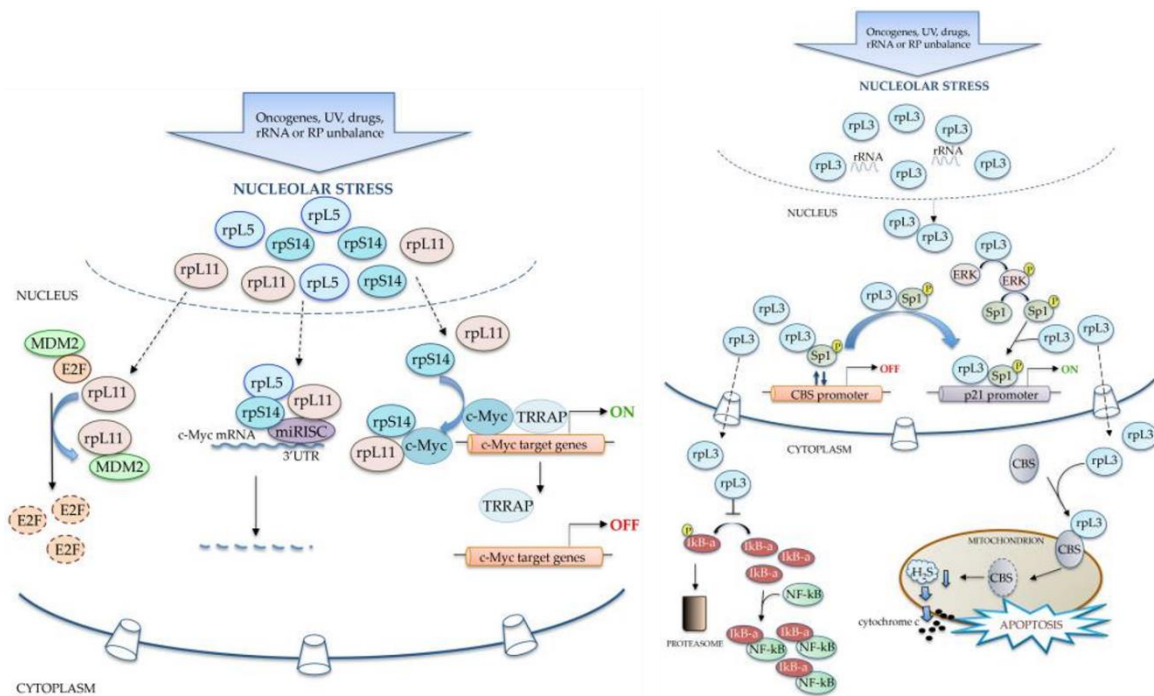 Oncogenes, UV, drugs,
rRNA or RP unbalance
NUCLEOLAR STRESS
rpL5
rpL5
rpS14
rpS14
rpL11
rpL11
rpL11
rpL5
rpS14
NUCLEUS
MDM2
E2F
rpL11
rpL11
MDM2
E2F
E2F
E2F
rpL5
rpL11
rpS14
miRISC
c-Myc mRNA
3'UTR
rpL11
rpS14
rpS14
rpL11
c-Myc
c-Myc
TRRAP
ON
c-Myc target genes
TRRAP
OFF
c-Myc target genes
CYTOPLASM
Oncogenes, UV, drugs,
rRNA or RP unbalance
NUCLEOLAR STRESS
rpL3
rpL3
rpL3
rRNA
rRNA
rpL3
rpL3
rpL3
NUCLEUS
rpL3
rpL3
rpL3
ERK
ERK
P
Sp1
Sp1
P
rpL3
Sp1
P
rpL3
rpL3
rpL3
Sp1
P
OFF
CBS promoter
rpL3
rpL3
rpL3
rpL3
Sp1
P
ON
p21 promoter
CYTOPLASM
rpL3
rpL3
P
IkB-a
IkB-a
IkB-a
IkB-a
NF-kB
PROTEASOME
IkB-a
NF-kB
IkB-a
NF-kB
IkB-a
NF-kB
rpL3
CBS
rpL3
rpL3
CBS
MITOCHONDRION
H2S
CBS
cytochrome c
APOPTOSIS